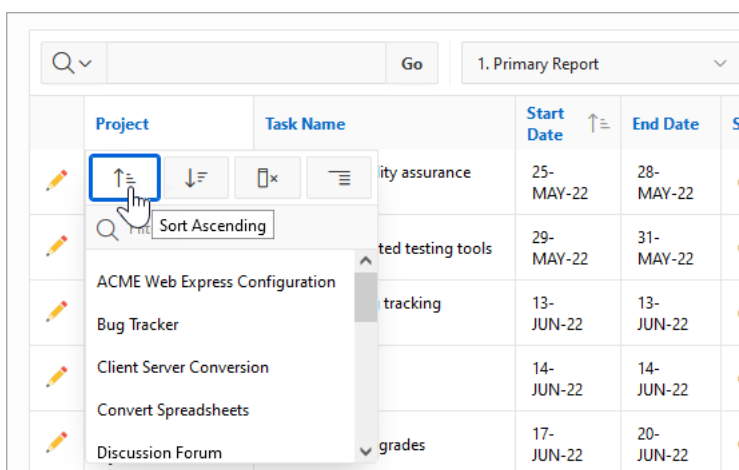 Go
1. Primary Report
Project
Task Name
Start
Date
End Date
Sort Ascending
ACME Web Express Configuration
Bug Tracker
Client Server Conversion
Convert Spreadsheets
Discussion Forum
ity assurance
25-
MAY-22
28-
MAY-22
ted testing tools
29-
MAY-22
31-
MAY-22
tracking
13-
JUN-22
13-
JUN-22
14-
JUN-22
14-
JUN-22
grades
17-
JUN-22
20-
JUN-22